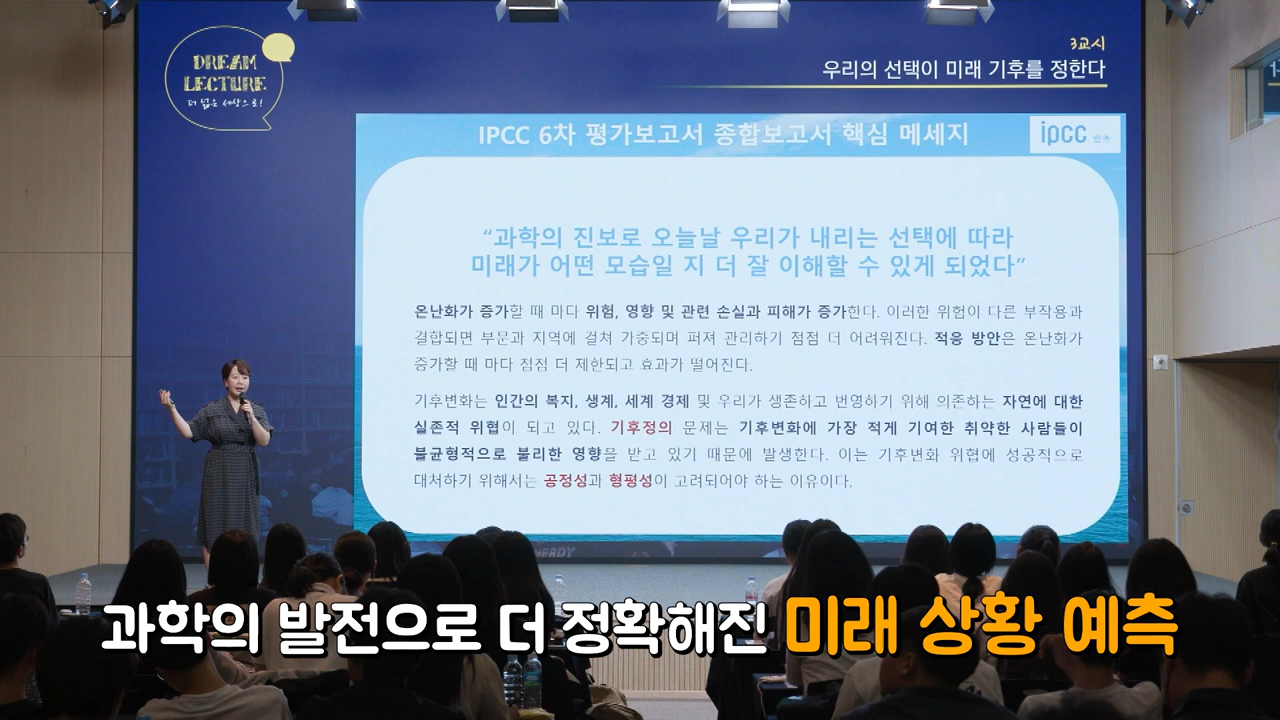 DREAM
LECTURE
더 넓은 세상으로!
3교시
우리의 선택이 미래 기후를 정한다
IPCC 6차 평가보고서 종합보고서 핵심 메세지
ipcc
“과학의 진보로 오늘날 우리가 내리는 선택에 따라
미래가 어떤 모습일 지 더 잘 이해할 수 있게 되었다”
온난화가 증가할 때 마다 위험, 영향 및 관련 손실과 피해가 증가한다. 이러한 위험이 다른 부작용과
결합되면 부문과 지역에 걸쳐 가중되며 퍼져 관리하기 점점 더 어려워진다. 적응 방안은 온난화가
증가할 때 마다 점점 더 제한되고 효과가 떨어진다.
기후변화는 인간의 복지, 생계, 세계 경제 및 우리가 생존하고 번영하기 위해 의존하는 자연에 대한
실존적 위협이 되고 있다. 기후정의 문제는 기후변화에 가장 적게 기여한 취약한 사람들이
불균형적으로 불리한 영향을 받고 있기 때문에 발생한다. 이는 기후변화 위협에 성공적으로
대처하기 위해서는 공정성과 형평성이 고려되어야 하는 이유이다.
과학의 발전으로 더 정확해진 미래 상황 예측